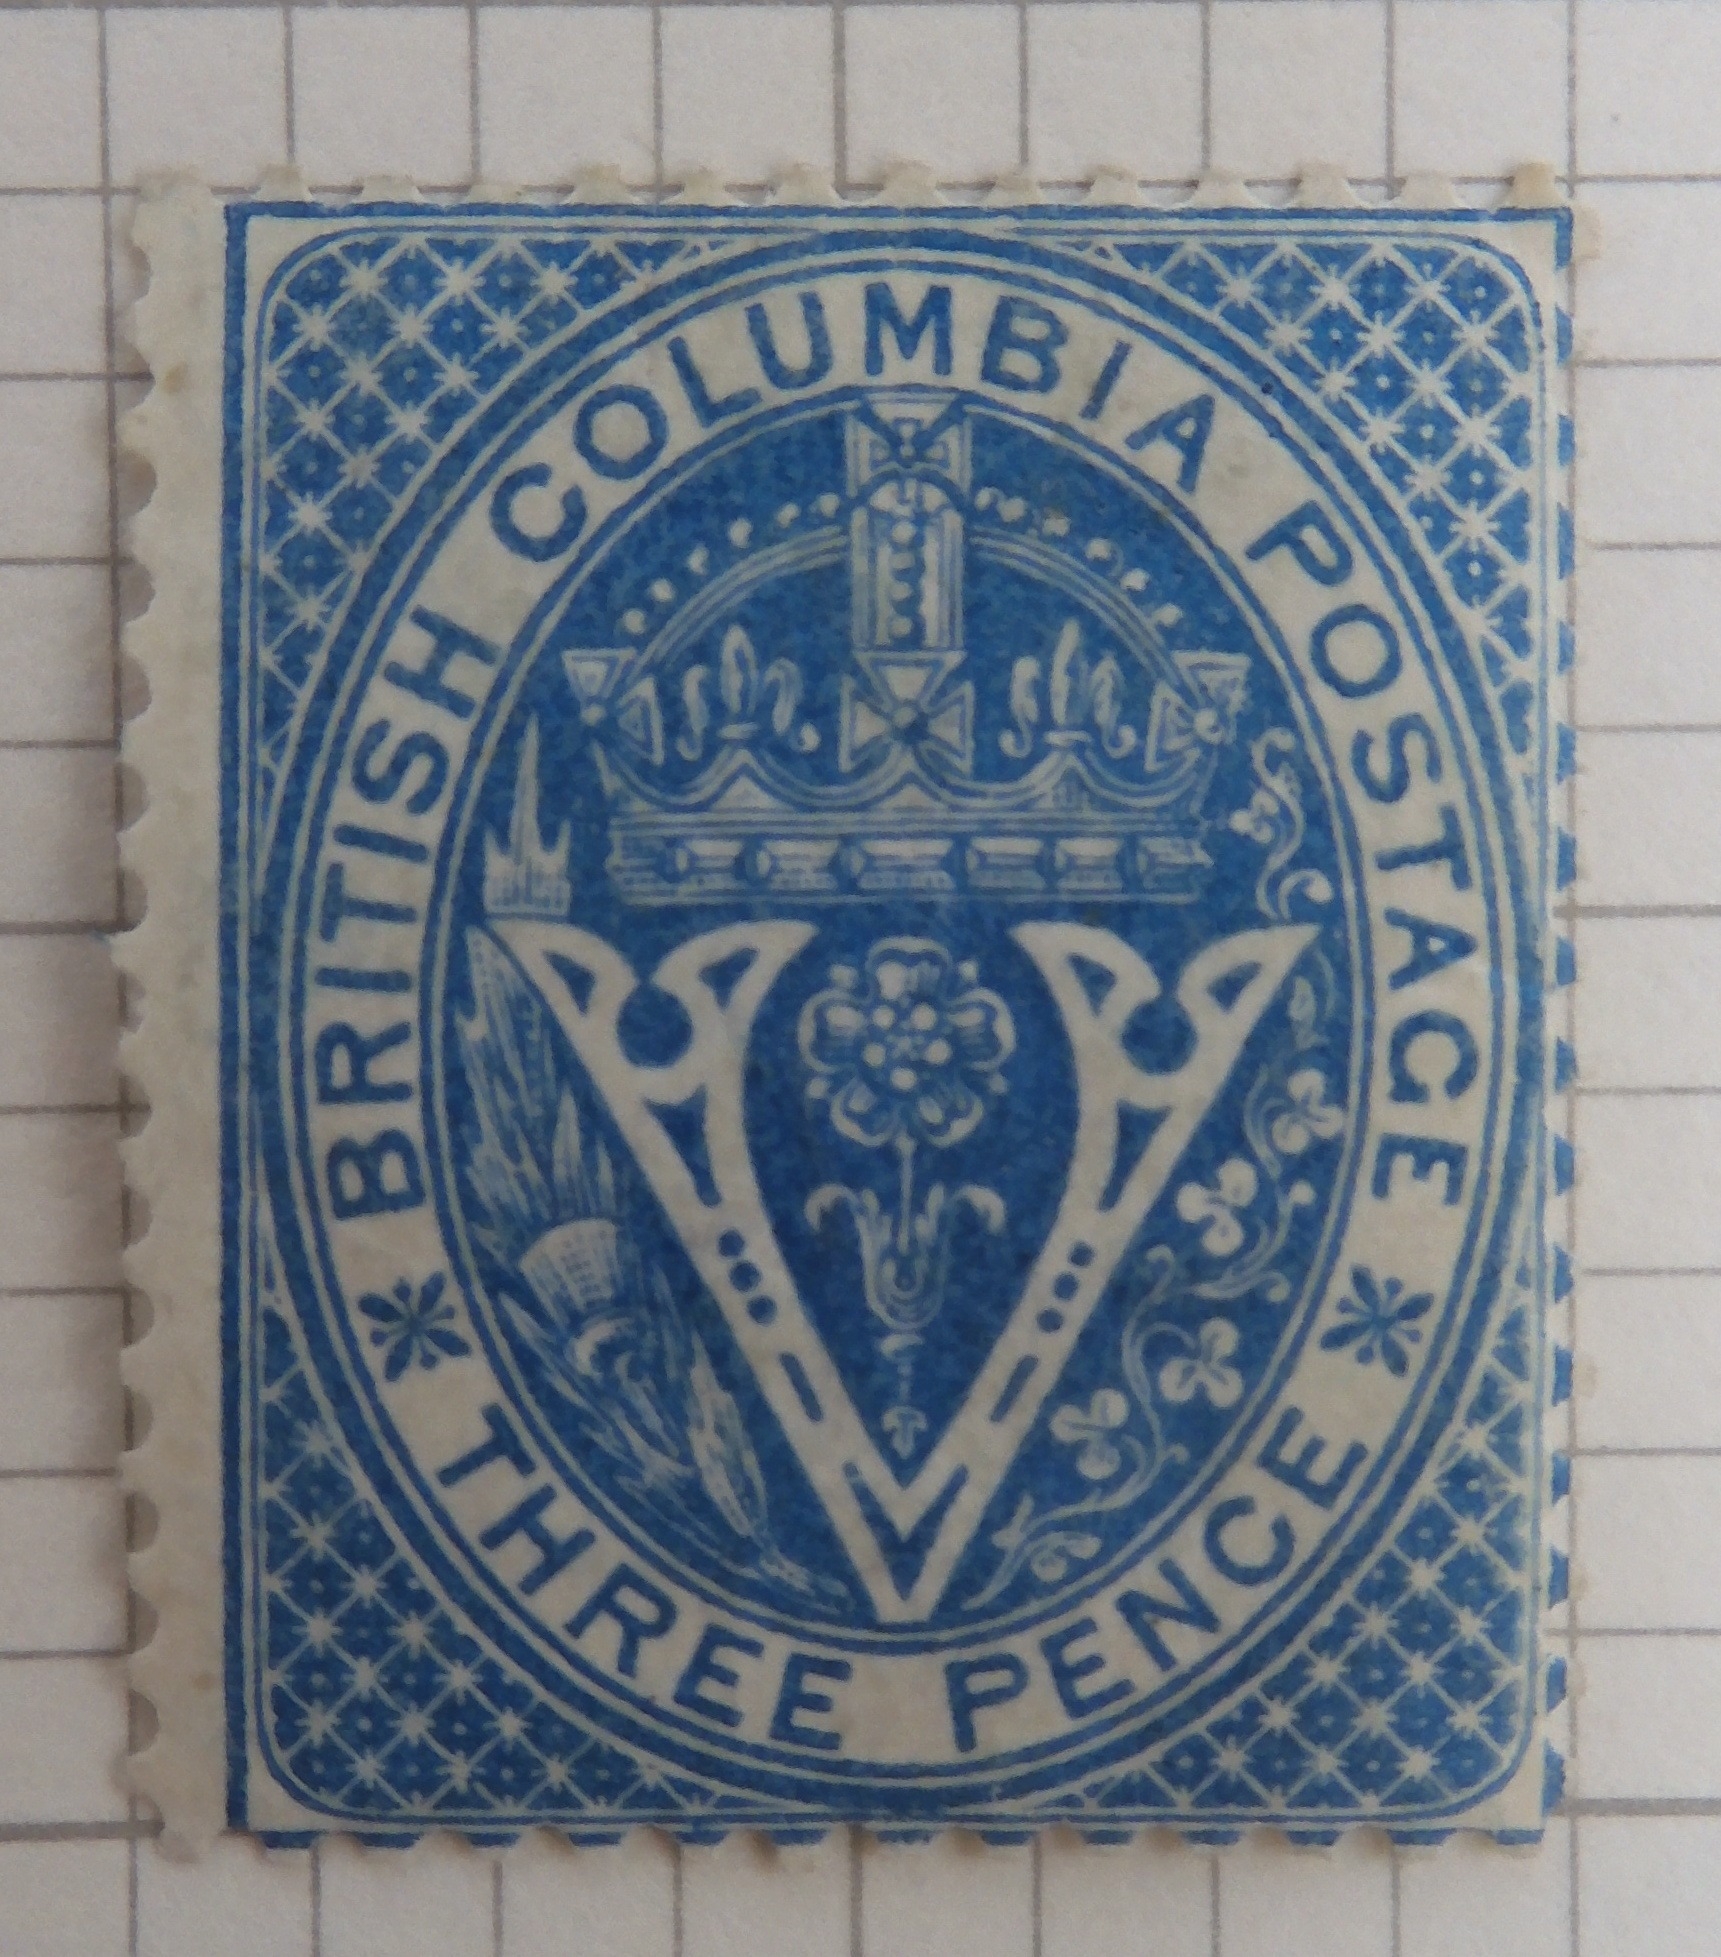 BRITISH COLUMBIA POSTAGE
THREE PENCE
V